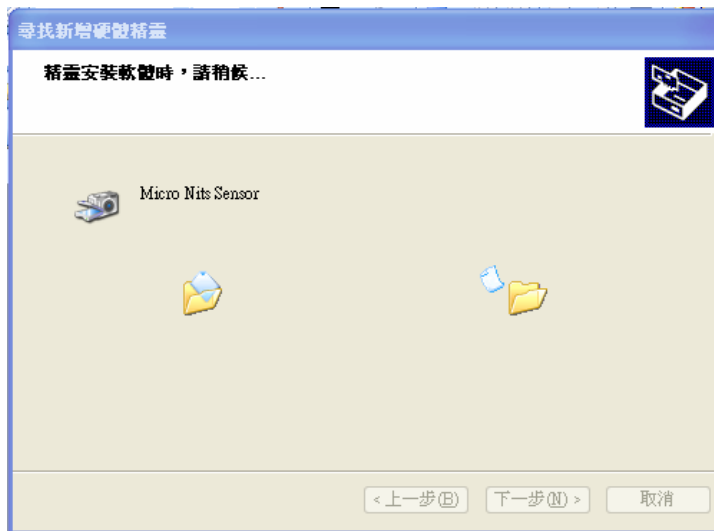 尋找新增硬體精靈
精靈安裝軟體時，請稍候...
Micro Nits Sensor
<上一步(B)
下一步(N)>
取消